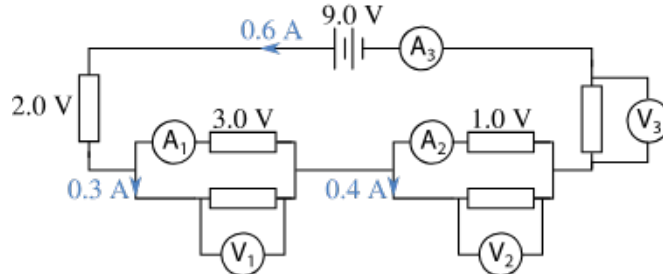 9.0 V
0.6 A
A₃
2.0 V
3.0 V
1.0 V
A₁
A₂
V₃
0.3 A
0.4 A
V₁
V₂